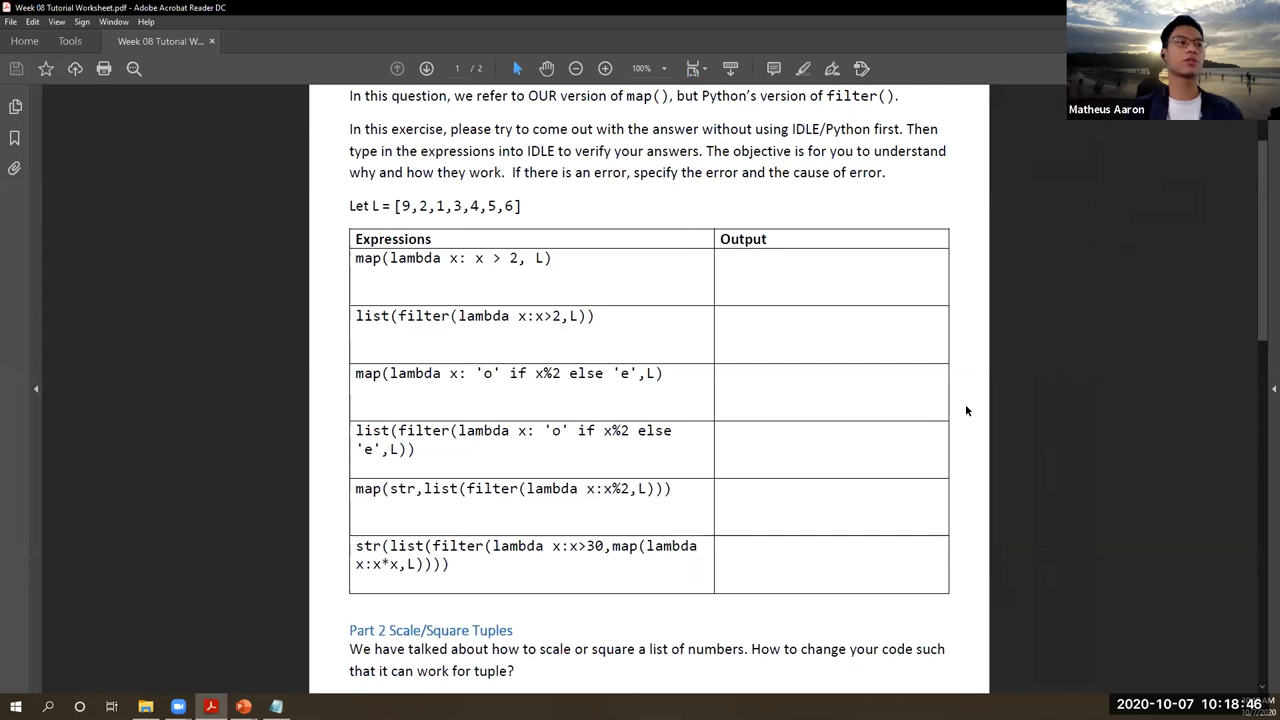 Week 08 Tutorial Worksheet.pdf - Adobe Acrobat Reader DC
File Edit View Sign Window Help
Home Tools Week 08 Tutorial W... ×
1 / 2 100%
Matheus Aaron
In this question, we refer to OUR version of map(), but Python's version of filter().
In this exercise, please try to come out with the answer without using IDLE/Python first. Then
type in the expressions into IDLE to verify your answers. The objective is for you to understand
why and how they work. If there is an error, specify the error and the cause of error.
Let L = [9,2,1,3,4,5,6]
Expressions Output
map(lambda x: x > 2, L)
list(filter(lambda x:x>2,L))
map(lambda x: 'o' if x%2 else 'e',L)
list(filter(lambda x: 'o' if x%2 else
'e',L))
map(str,list(filter(lambda x:x%2,L)))
str(list(filter(lambda x:x>30,map(lambda
x:x*x,L))))
Part 2 Scale/Square Tuples
We have talked about how to scale or square a list of numbers. How to change your code such
that it can work for tuple?
2020-10-07 10:18:46
10/7/2020